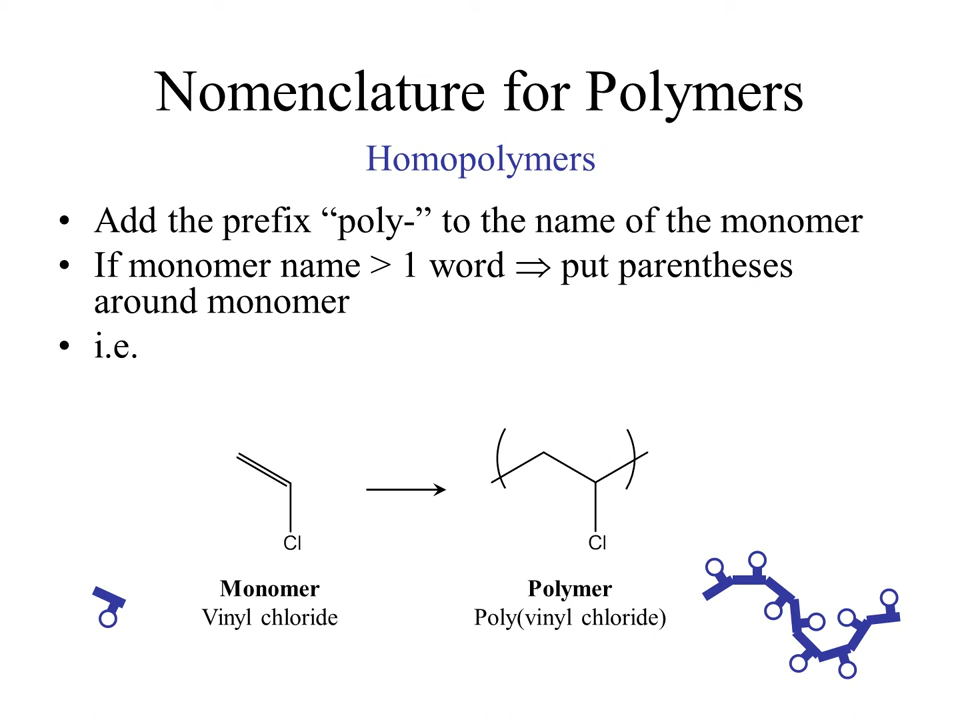 Nomenclature for Polymers
Homopolymers
• Add the prefix “poly-” to the name of the monomer
• If monomer name > 1 word ⇒ put parentheses
around monomer
• i.e.
Cl
Cl
Monomer
Vinyl chloride
Polymer
Poly(vinyl chloride)